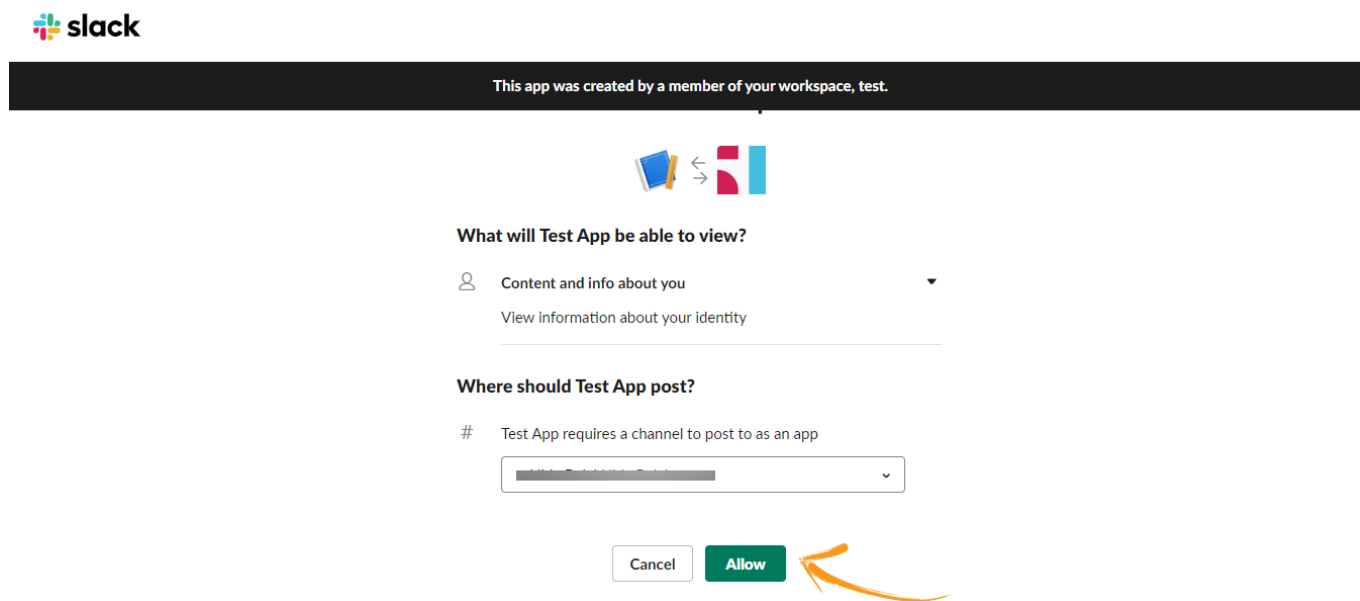 slack
This app was created by a member of your workspace, test.
What will Test App be able to view?
Content and info about you
View information about your identity
Where should Test App post?
# Test App requires a channel to post to as an app
Cancel Allow